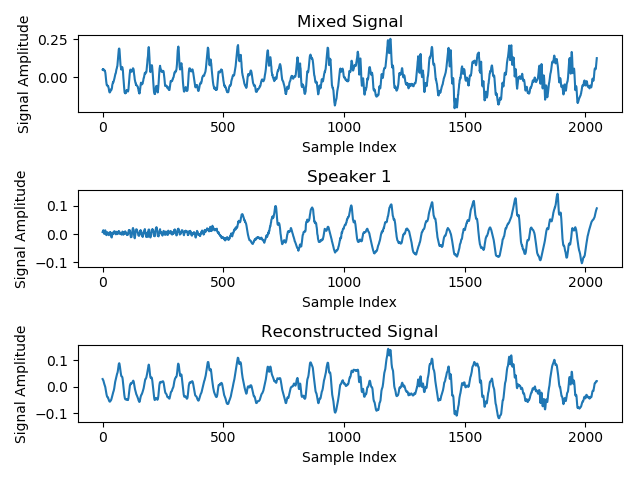 Mixed Signal
Signal Amplitude
0.25
0.00
0 500 1000 1500 2000
Sample Index
Speaker 1
Signal Amplitude
0.1
0.0
−0.1
0 500 1000 1500 2000
Sample Index
Reconstructed Signal
Signal Amplitude
0.1
0.0
−0.1
0 500 1000 1500 2000
Sample Index